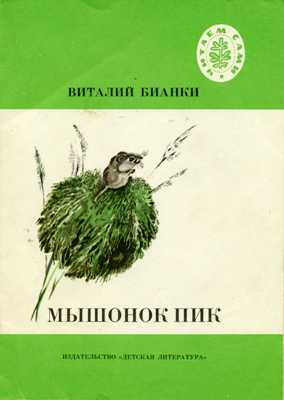 ЧИТАЕМ САМИ
ВИТАЛИЙ БИАНКИ
МЫШОНОК ПИК
ИЗДАТЕЛЬСТВО «ДЕТСКАЯ ЛИТЕРАТУРА»